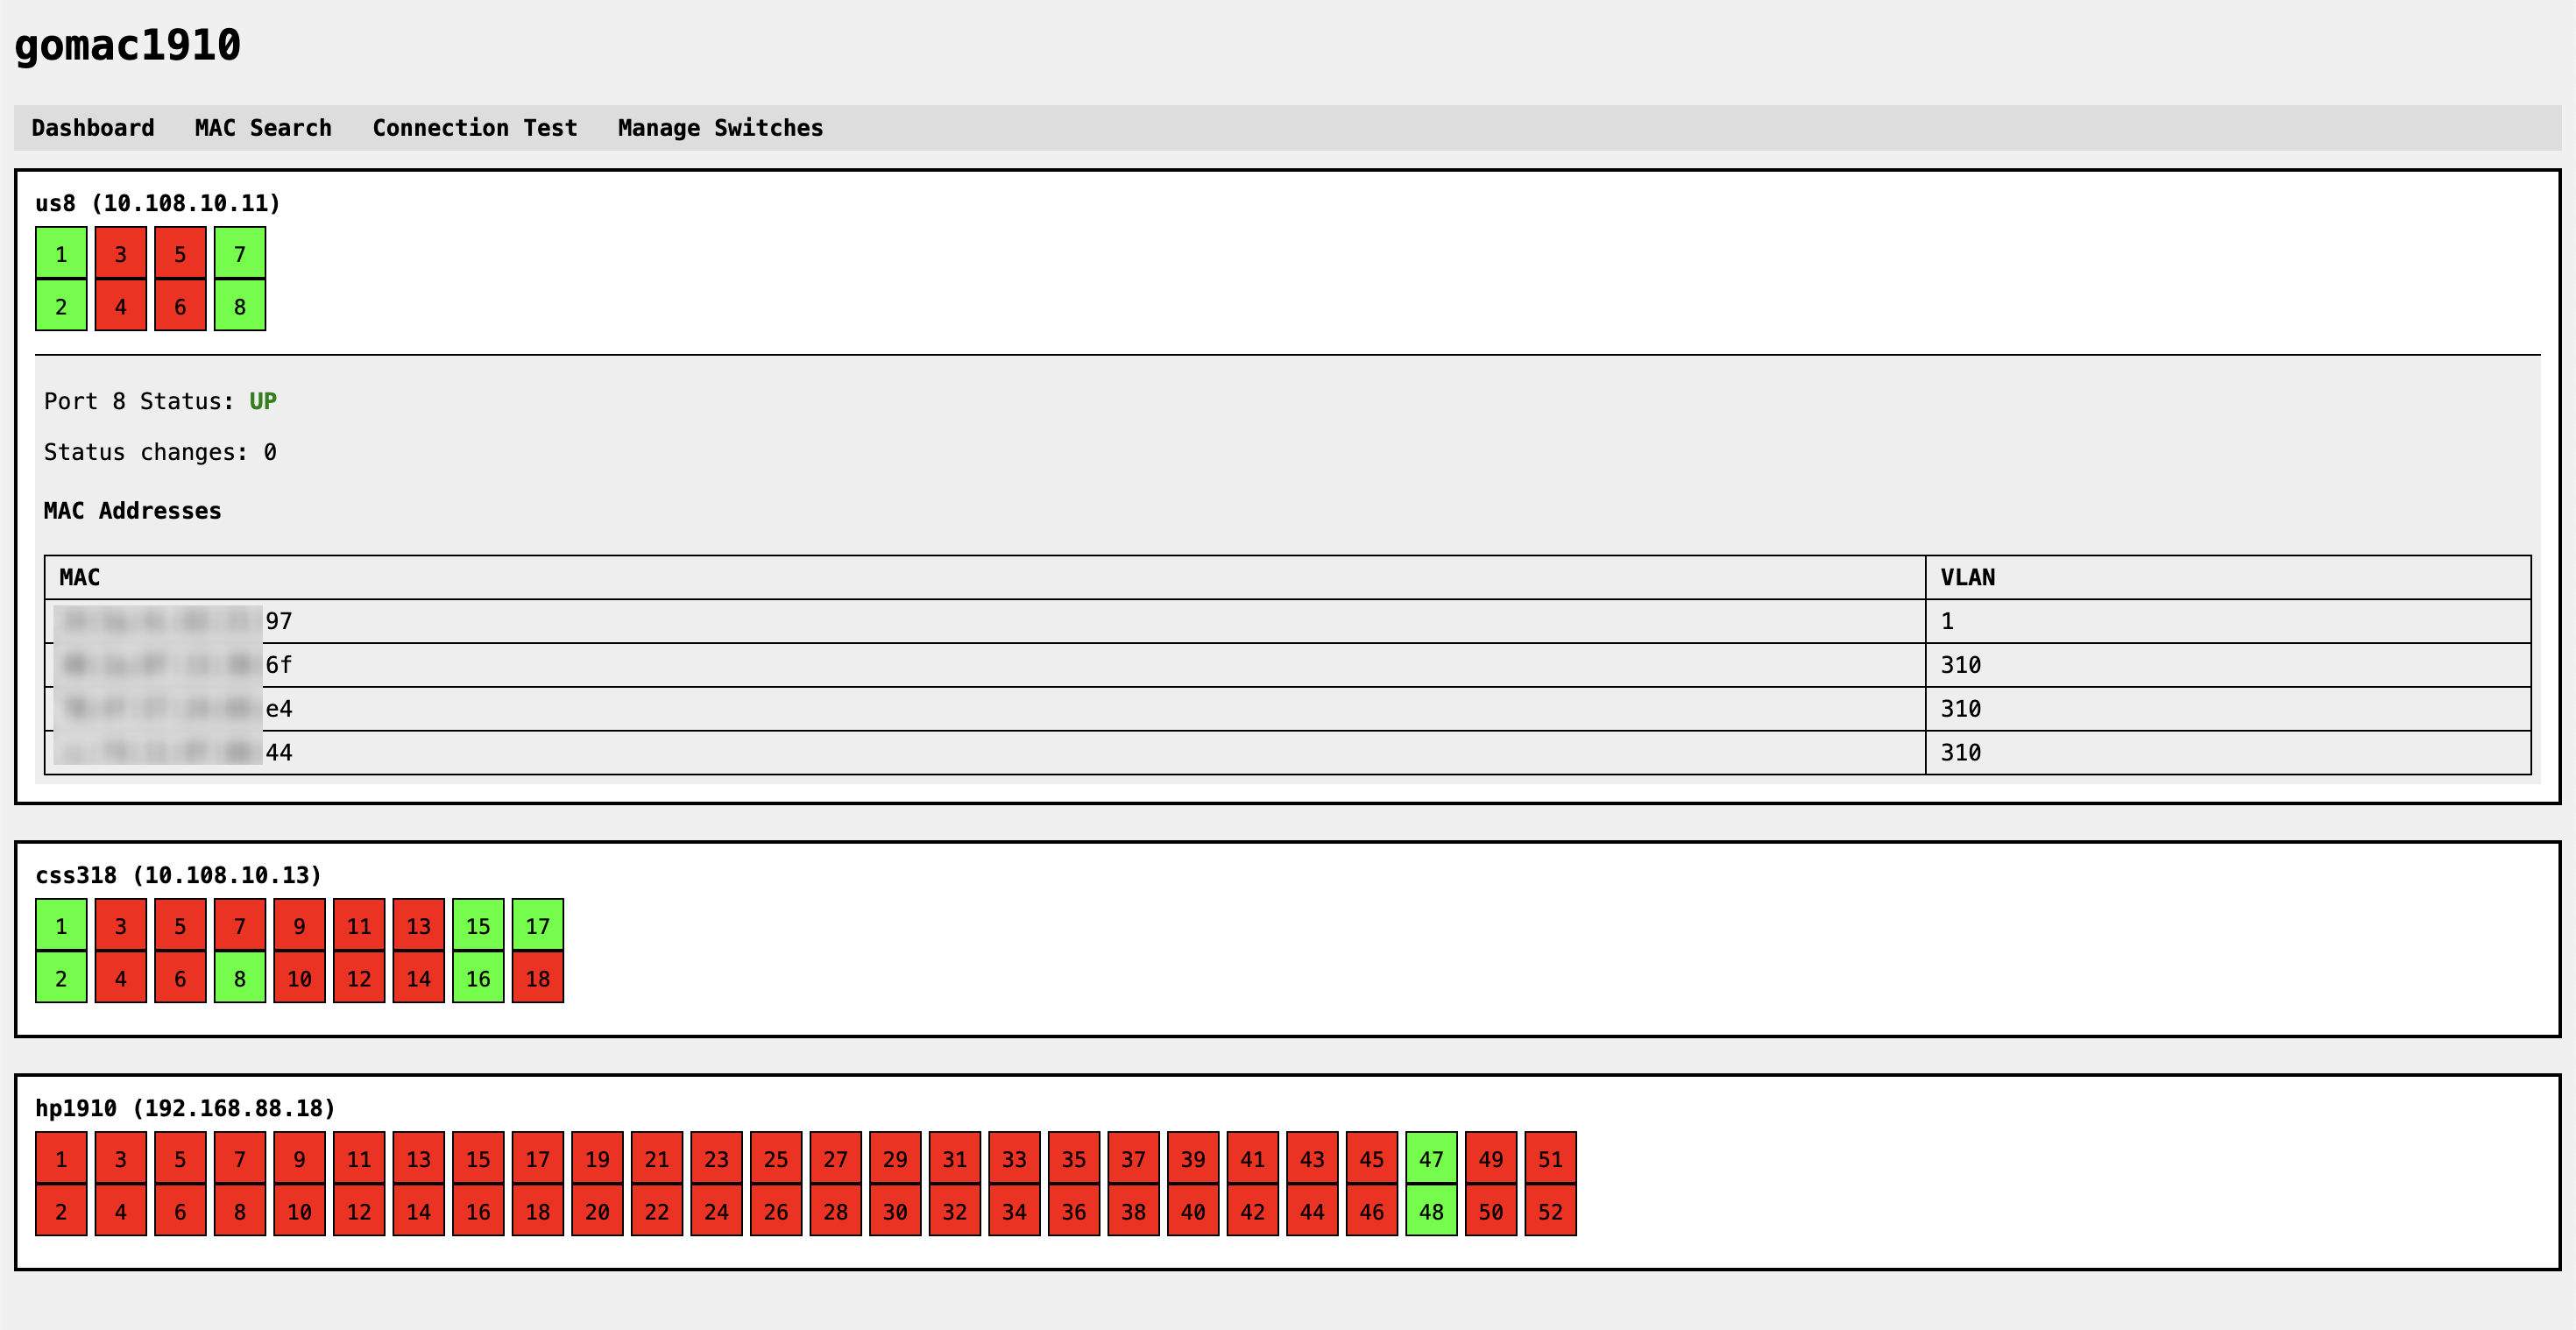 gomac1910
Dashboard MAC Search Connection Test Manage Switches
us8 (10.108.10.11)
1 3 5 7
2 4 6 8
Port 8 Status: UP
Status changes: 0
MAC Addresses
MAC VLAN
97 1
6f 310
e4 310
44 310
css318 (10.108.10.13)
1 3 5 7 9 11 13 15 17
2 4 6 8 10 12 14 16 18
hp1910 (192.168.88.18)
1 3 5 7 9 11 13 15 17 19 21 23 25 27 29 31 33 35 37 39 41 43 45 47 49 51
2 4 6 8 10 12 14 16 18 20 22 24 26 28 30 32 34 36 38 40 42 44 46 48 50 52